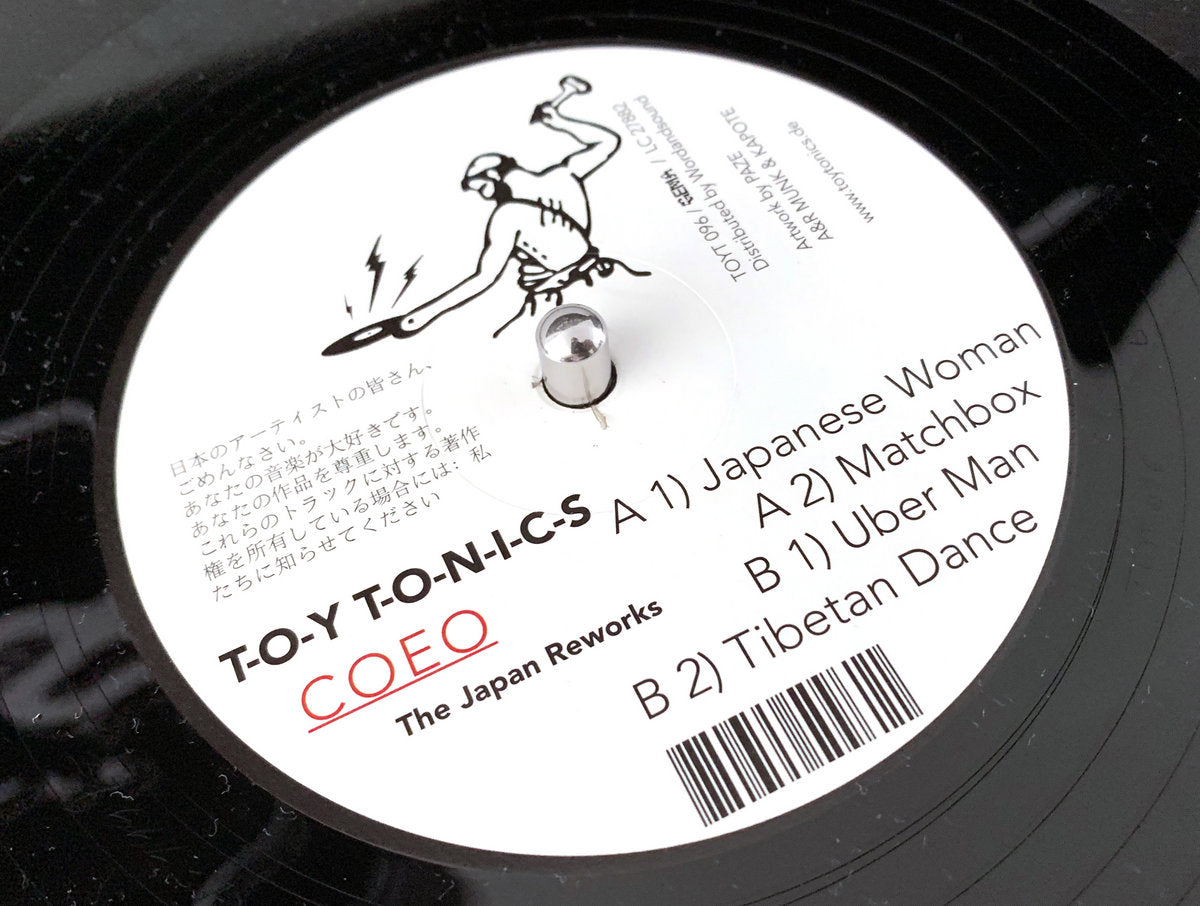 TOYT 096 / GEMA / LC 27882
Distributed by Wordandsound
Artwork by PAZE
A&R MUNK & KAPOTE
www.toytonics.de
日本のアーティストの皆さん、
ごめんなさい。
あなたの音楽が大好きです。
あなたの作品を尊重します。
これらのトラックに対する著作
権を所有している場合には: 私
たちに知らせてください
T-O-Y T-O-N-I-C-S
COEO
The Japan Reworks
A 1) Japanese Woman
A 2) Matchbox
B 1) Uber Man
B 2) Tibetan Dance